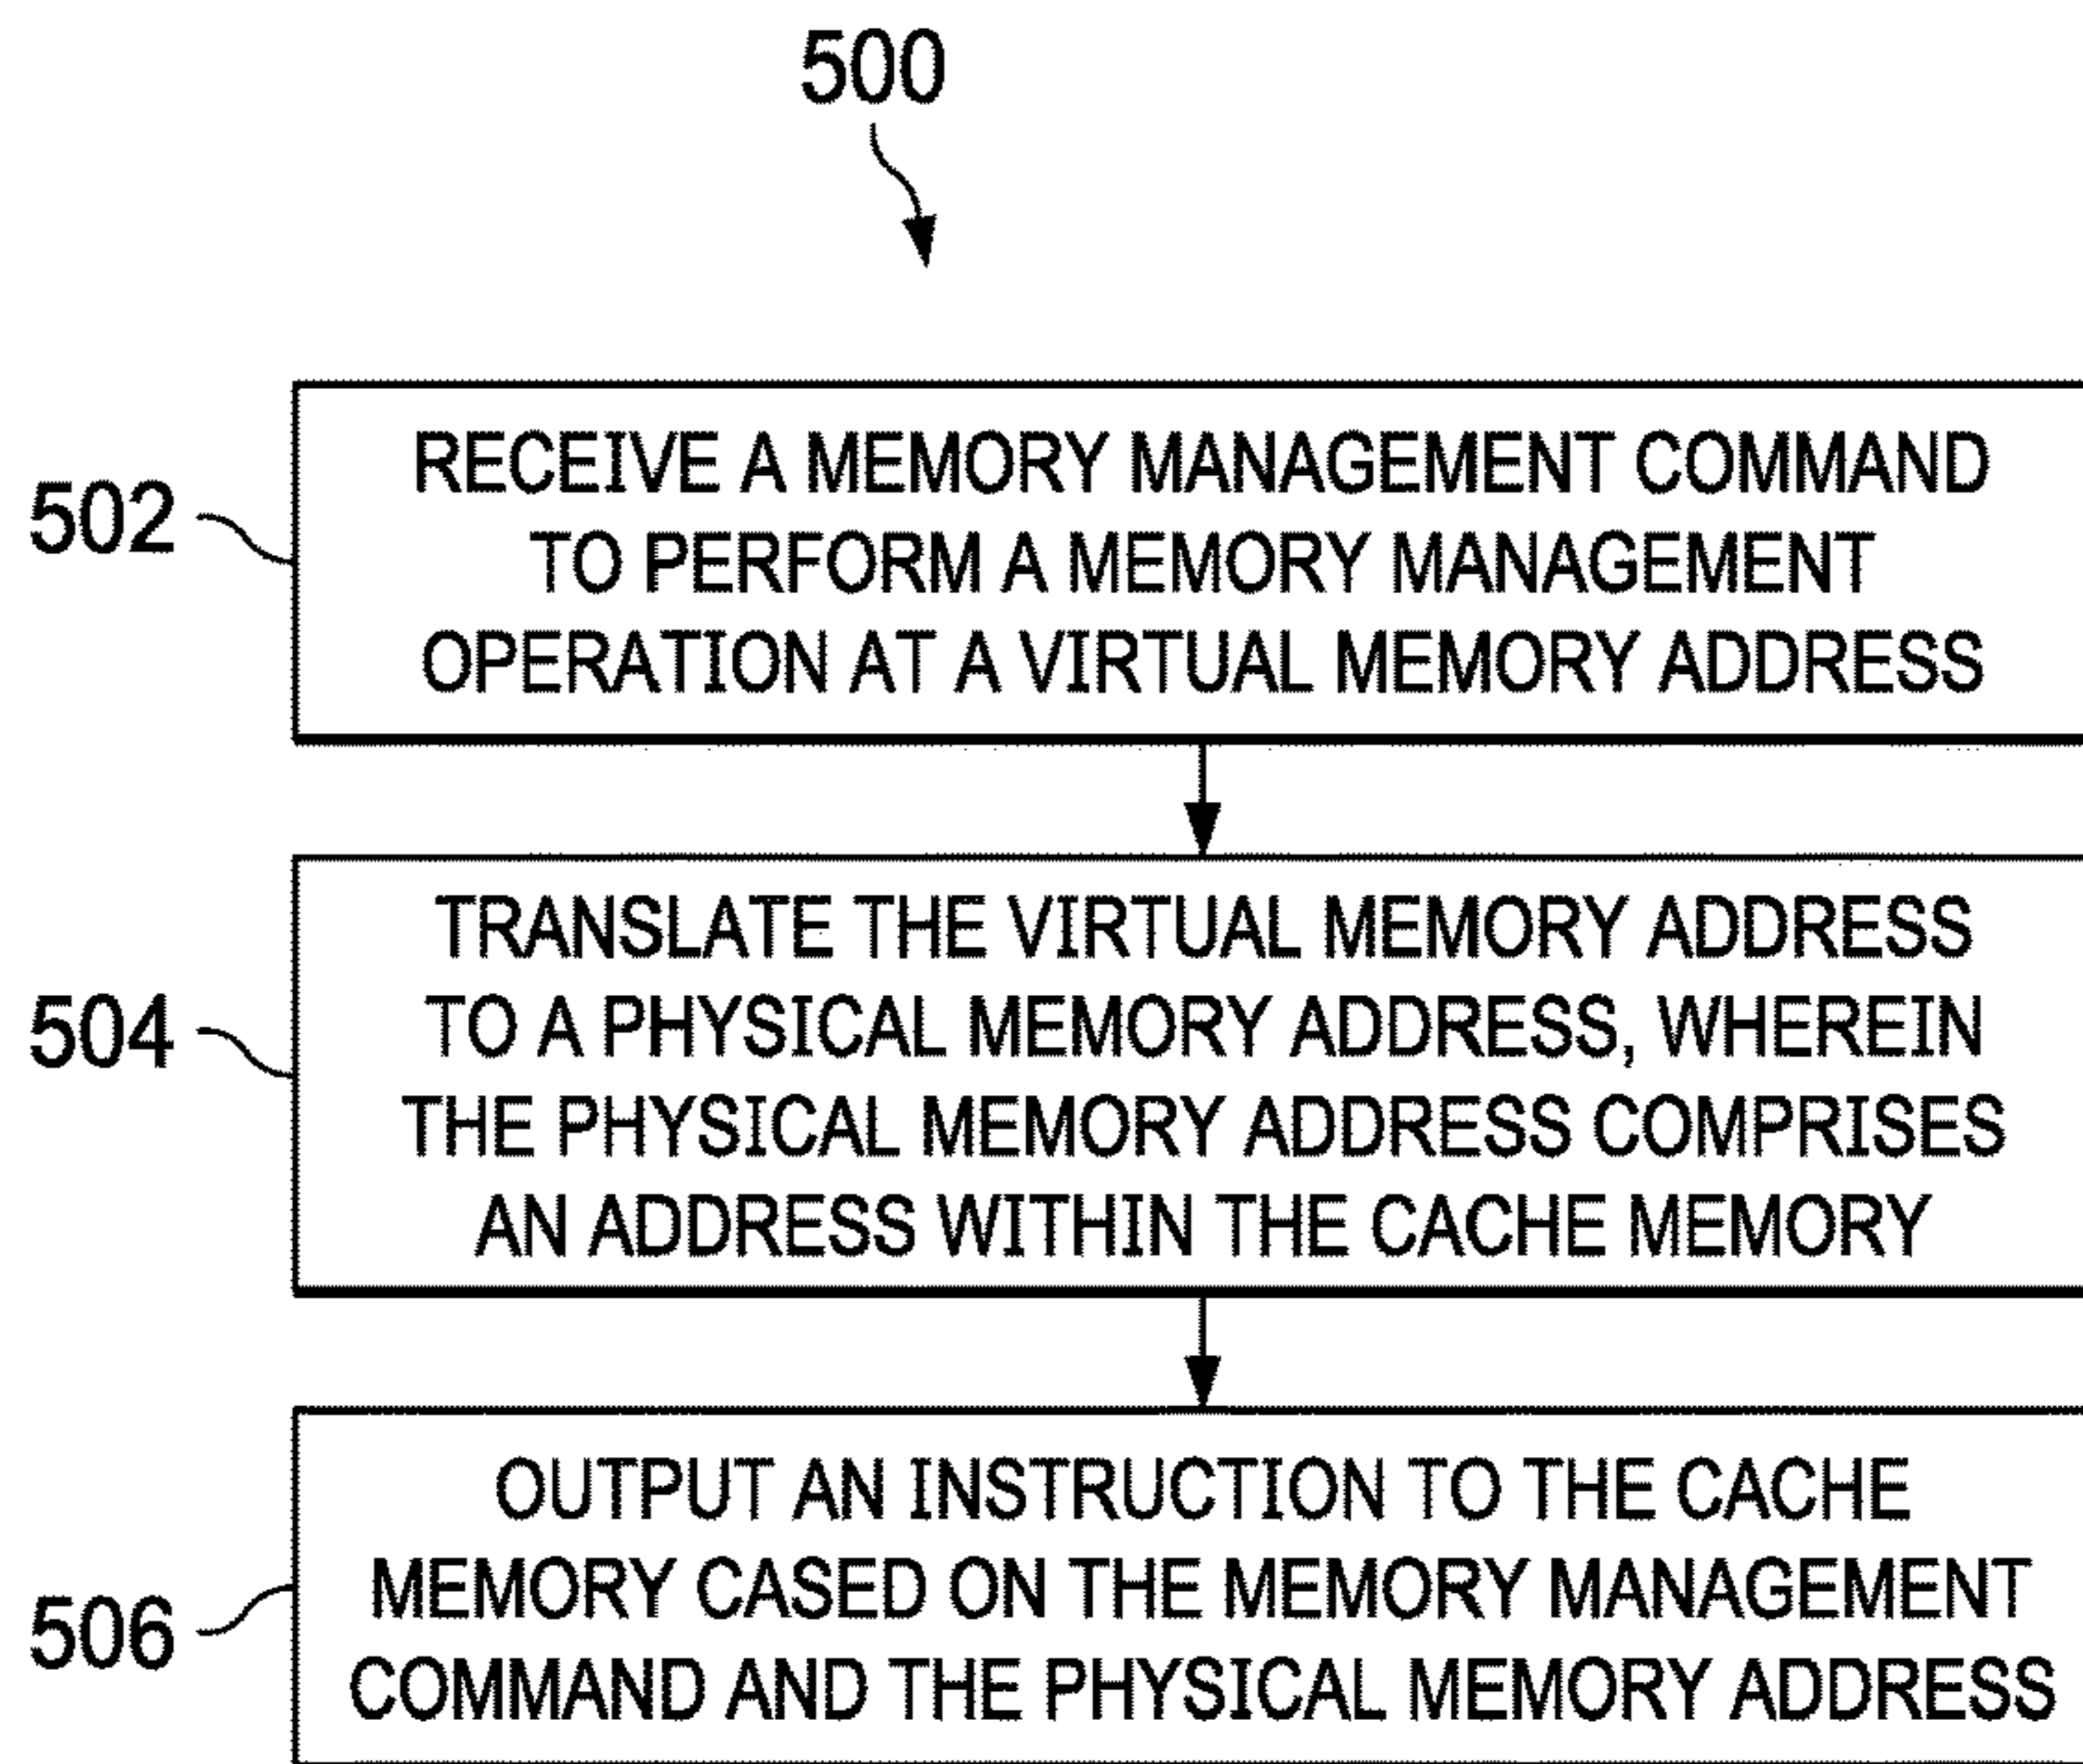 500
502
RECEIVE A MEMORY MANAGEMENT COMMAND
TO PERFORM A MEMORY MANAGEMENT
OPERATION AT A VIRTUAL MEMORY ADDRESS
504
TRANSLATE THE VIRTUAL MEMORY ADDRESS
TO A PHYSICAL MEMORY ADDRESS, WHEREIN
THE PHYSICAL MEMORY ADDRESS COMPRISES
AN ADDRESS WITHIN THE CACHE MEMORY
506
OUTPUT AN INSTRUCTION TO THE CACHE
MEMORY CASED ON THE MEMORY MANAGEMENT
COMMAND AND THE PHYSICAL MEMORY ADDRESS